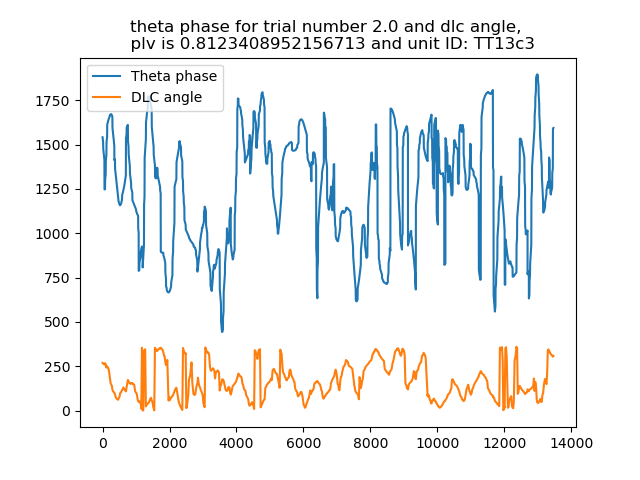 theta phase for trial number 2.0 and dlc angle,
plv is 0.8123408952156713 and unit ID: TT13c3
Theta phase
DLC angle
1750
1500
1250
1000
750
500
250
0
0 2000 4000 6000 8000 10000 12000 14000